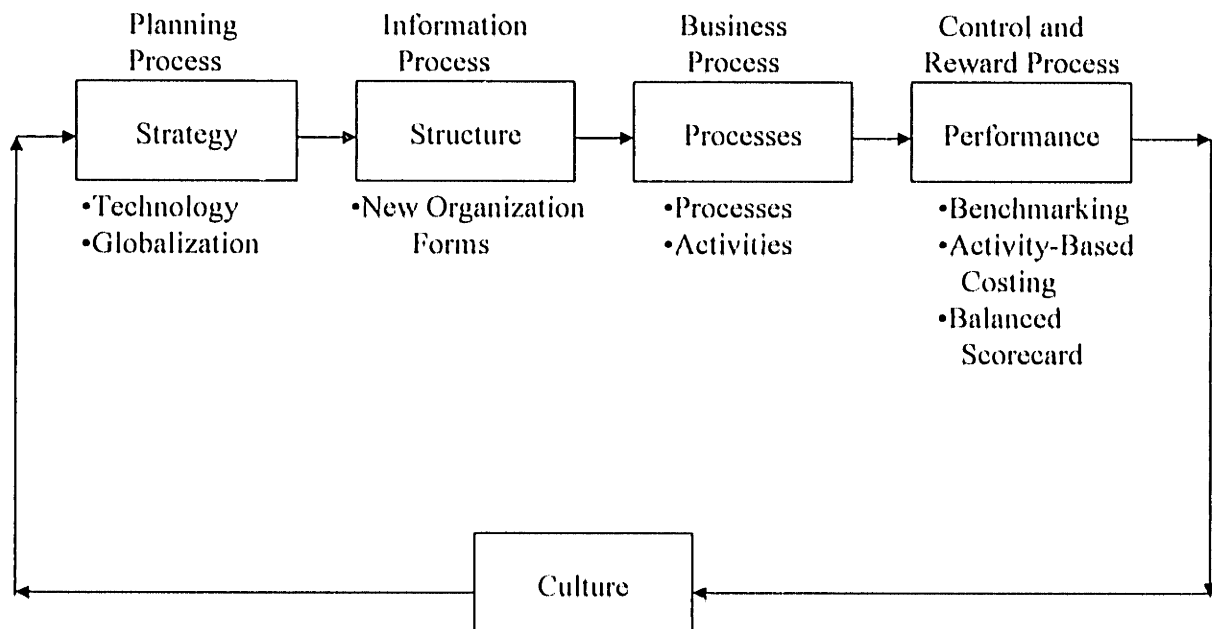 Planning
Process
Information
Process
Business
Process
Control and
Reward Process
Strategy
Structure
Processes
Performance
•Technology
•Globalization
•New Organization
Forms
•Processes
•Activities
•Benchmarking
•Activity-Based
Costing
•Balanced
Scorecard
Culture